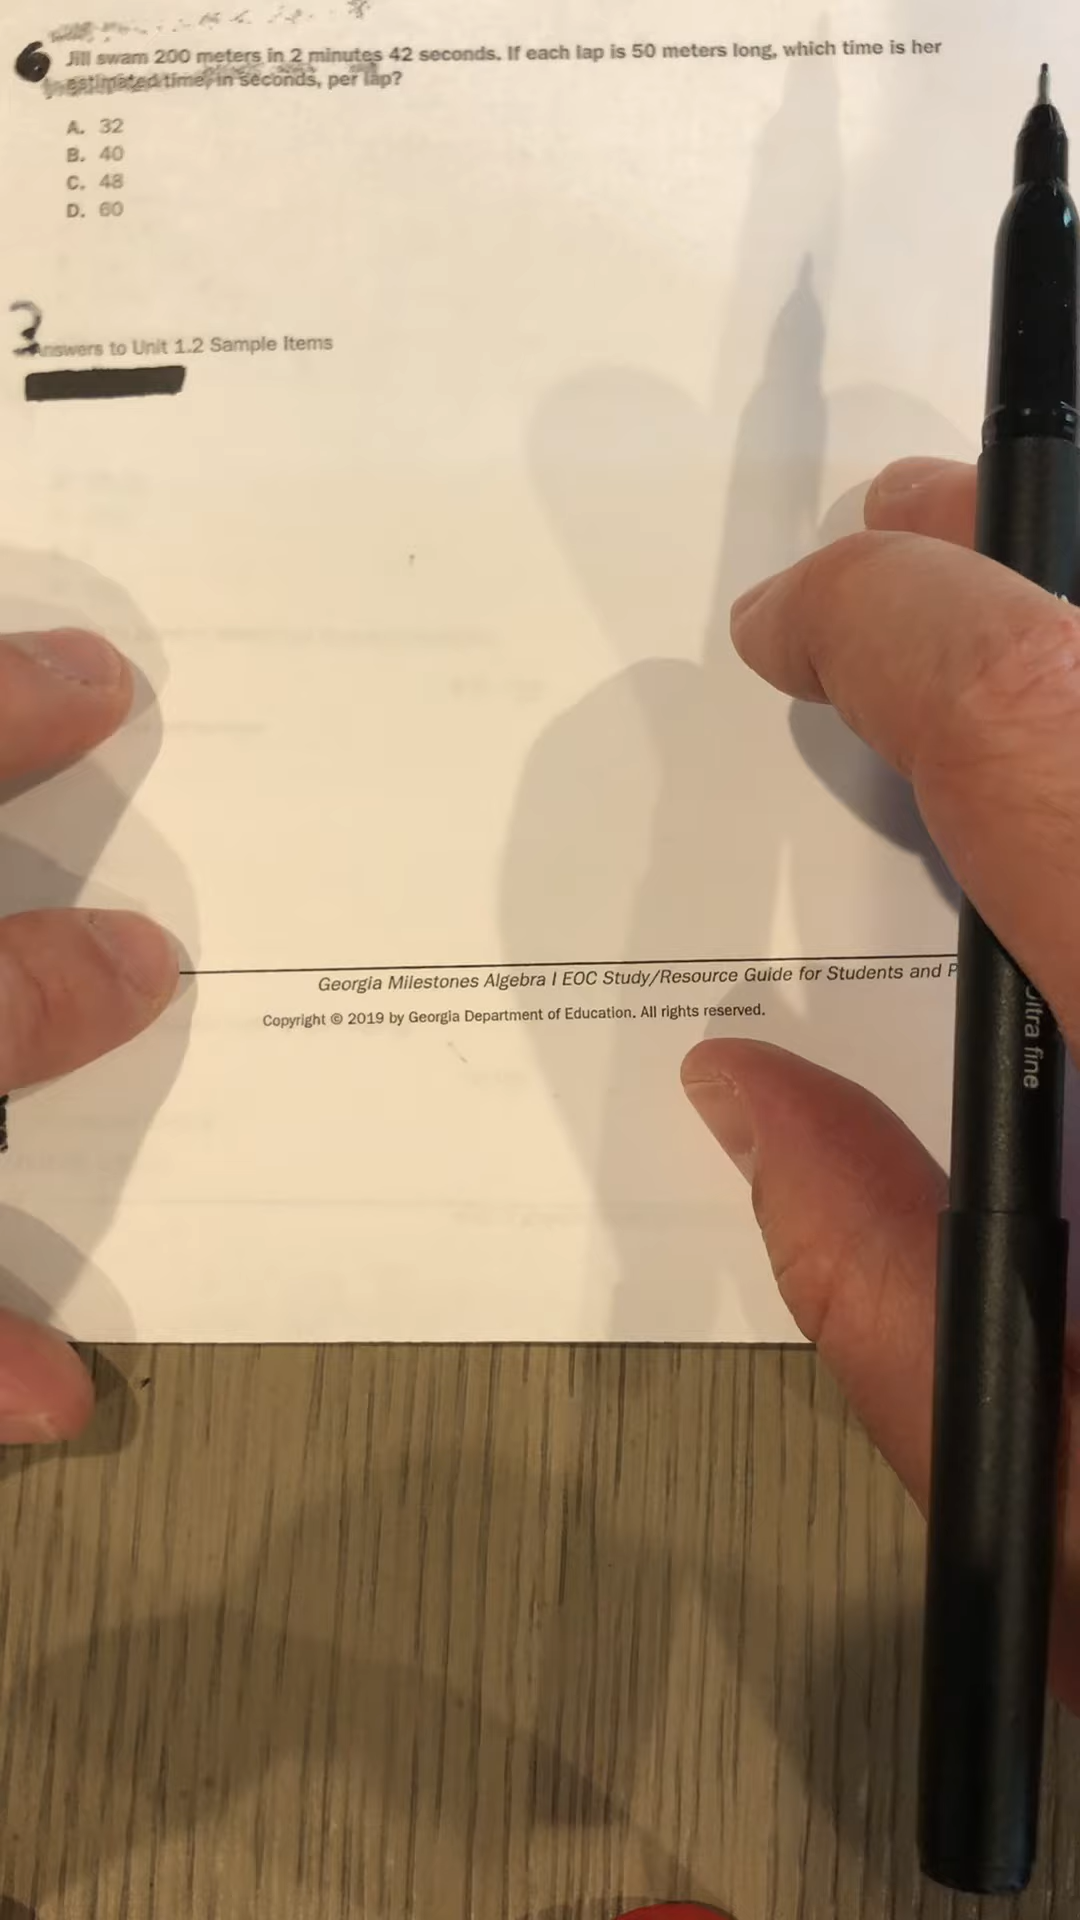 6 Jill swam 200 meters in 2 minutes 42 seconds. If each lap is 50 meters long, which time is her
estimated time, in seconds, per lap?
A. 32
B. 40
C. 48
D. 60
Answers to Unit 1.2 Sample Items
Georgia Milestones Algebra I EOC Study/Resource Guide for Students and P
Copyright © 2019 by Georgia Department of Education. All rights reserved.
Ultra fine